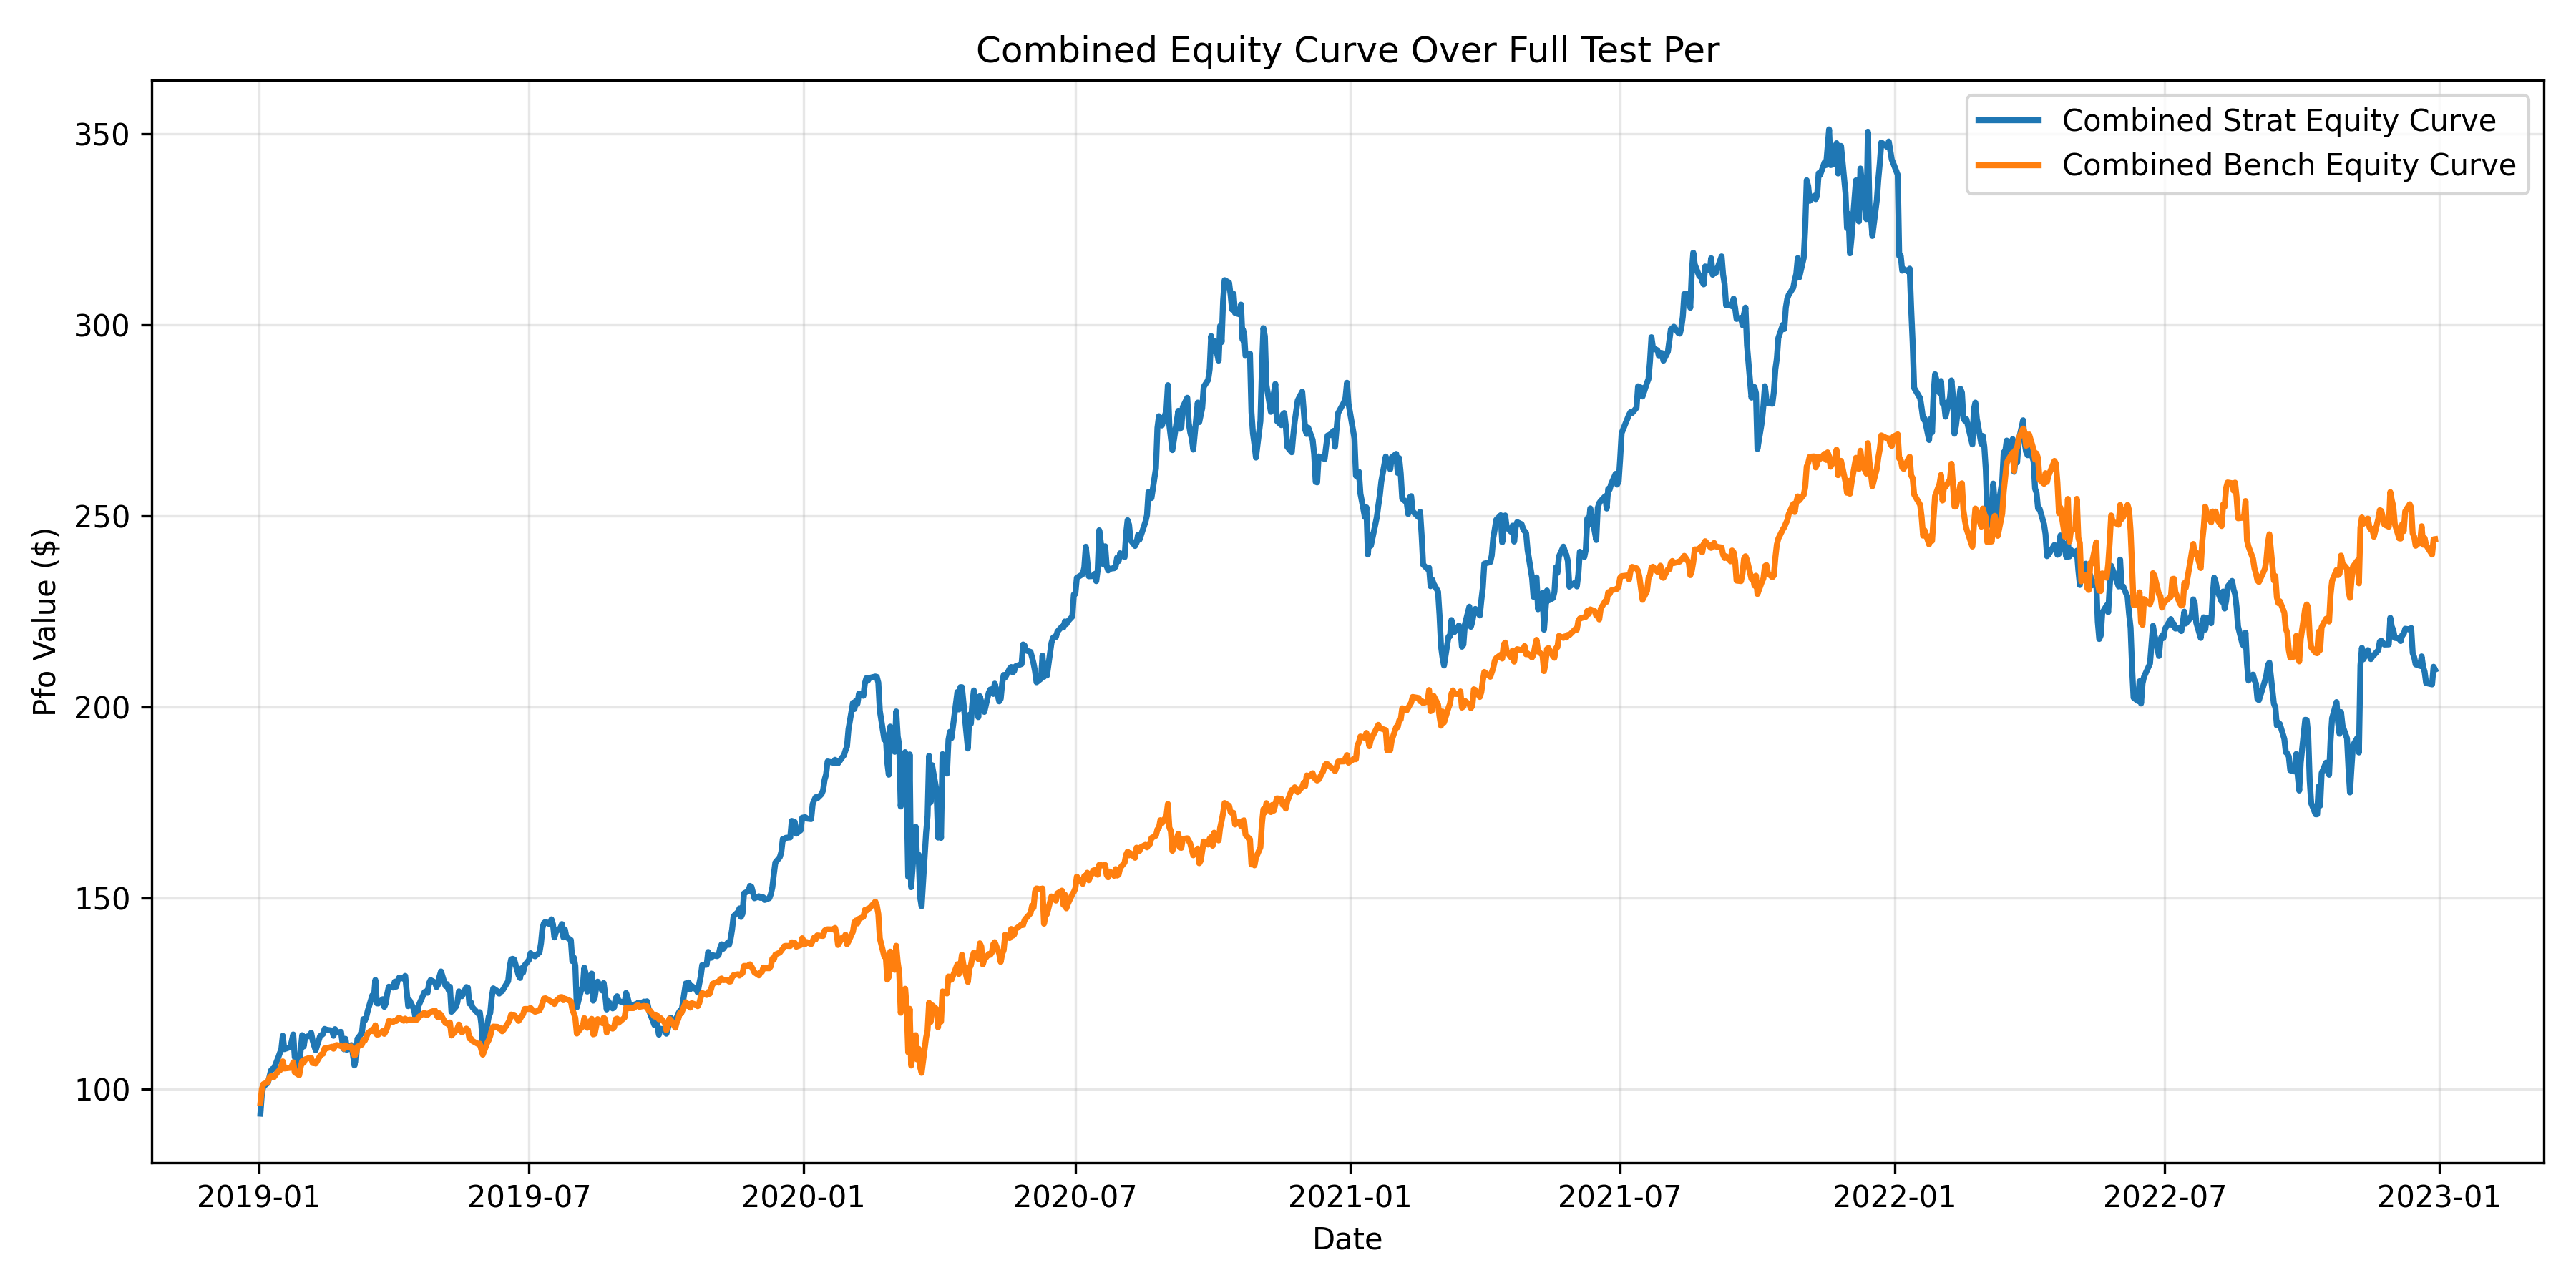 Combined Equity Curve Over Full Test Per
Combined Strat Equity Curve
Combined Bench Equity Curve
Pfo Value ($)
350
300
250
200
150
100
2019-01 2019-07 2020-01 2020-07 2021-01 2021-07 2022-01 2022-07 2023-01
Date